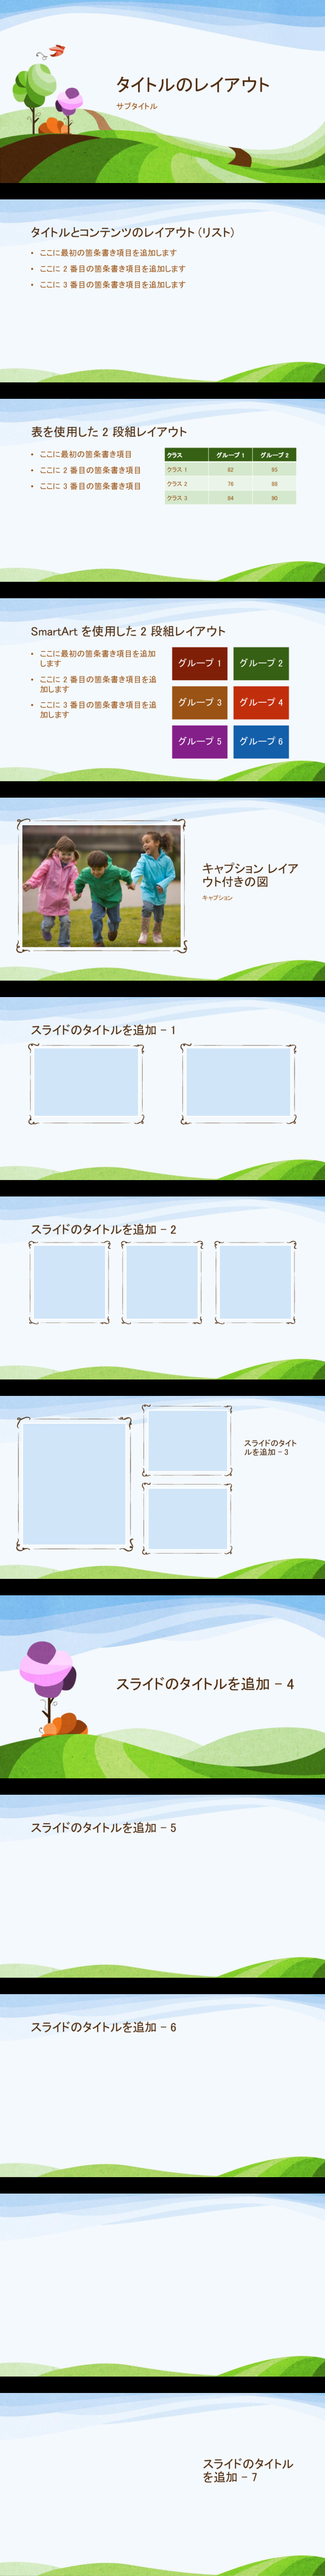 タイトルのレイアウト
サブタイトル
タイトルとコンテンツのレイアウト (リスト)
• ここに最初の箇条書き項目を追加します
• ここに 2 番目の箇条書き項目を追加します
• ここに 3 番目の箇条書き項目を追加します
表を使用した 2 段組レイアウト
• ここに最初の箇条書き項目
• ここに 2 番目の箇条書き項目
• ここに 3 番目の箇条書き項目
クラス グループ 1 グループ 2
クラス 1 82 95
クラス 2 76 88
クラス 3 84 90
SmartArt を使用した 2 段組レイアウト
• ここに最初の箇条書き項目を追加
します
• ここに 2 番目の箇条書き項目を追
加します
• ここに 3 番目の箇条書き項目を追
加します
グループ 1 グループ 2
グループ 3 グループ 4
グループ 5 グループ 6
キャプション レイア
ウト付きの図
キャプション
スライドのタイトルを追加 – 1
スライドのタイトルを追加 – 2
スライドのタイト
ルを追加 – 3
スライドのタイトルを追加 – 4
スライドのタイトルを追加 – 5
スライドのタイトルを追加 – 6
スライドのタイトル
を追加 – 7